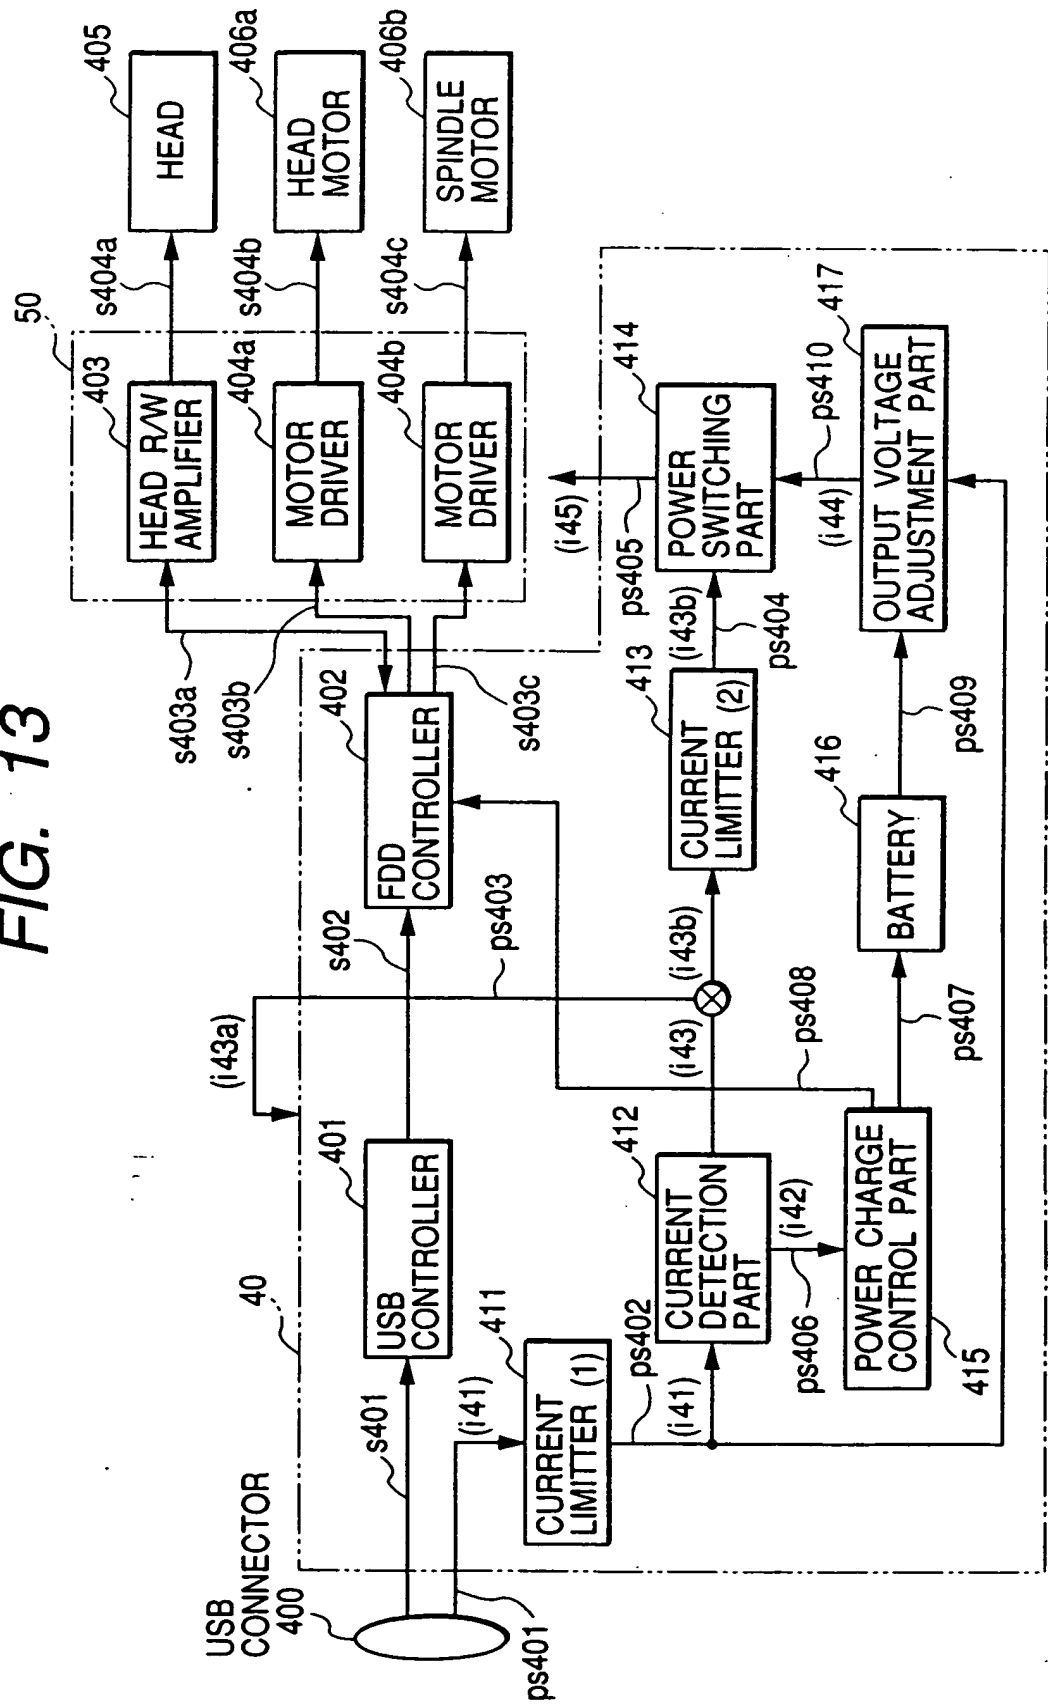 FIG. 13
USB
CONNECTOR
400
s401
ps401
40
USB
CONTROLLER
401
s402
FDD
CONTROLLER
402
s403a
s403b
s403c
50
HEAD R/W
AMPLIFIER
403
s404a
HEAD
405
MOTOR
DRIVER
404a
s404b
HEAD
MOTOR
406a
MOTOR
DRIVER
404b
s404c
SPINDLE
MOTOR
406b
(i43a)
ps403
(i41)
CURRENT
LIMITTER (1)
411
ps402
(i41)
CURRENT
DETECTION
PART
412
(i43)
(i43b)
CURRENT
LIMITTER (2)
413
(i43b)
ps404
POWER
SWITCHING
PART
414
(i45)
ps405
ps406
(i42)
POWER CHARGE
CONTROL PART
415
ps408
ps407
BATTERY
416
ps409
OUTPUT VOLTAGE
ADJUSTMENT PART
417
(i44)
ps410